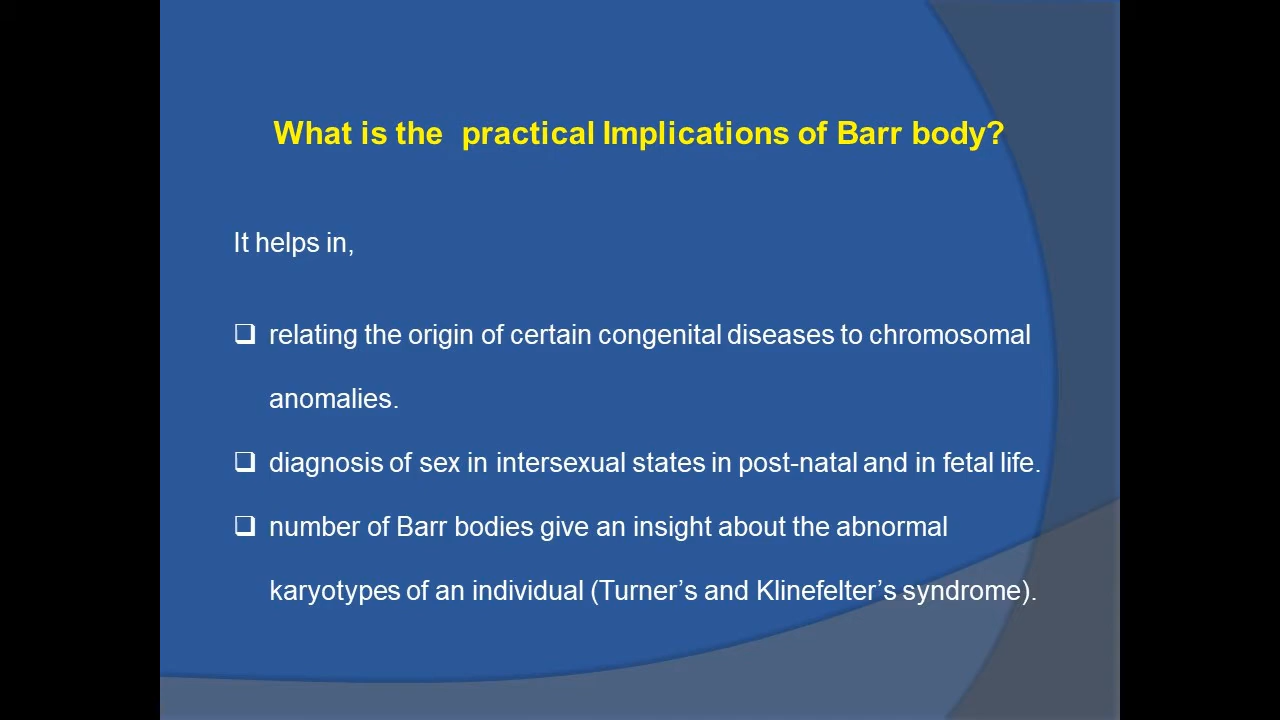 What is the  practical Implications of Barr body?
It helps in,
❑ relating the origin of certain congenital diseases to chromosomal
anomalies.
❑ diagnosis of sex in intersexual states in post-natal and in fetal life.
❑ number of Barr bodies give an insight about the abnormal
karyotypes of an individual (Turner’s and Klinefelter’s syndrome).